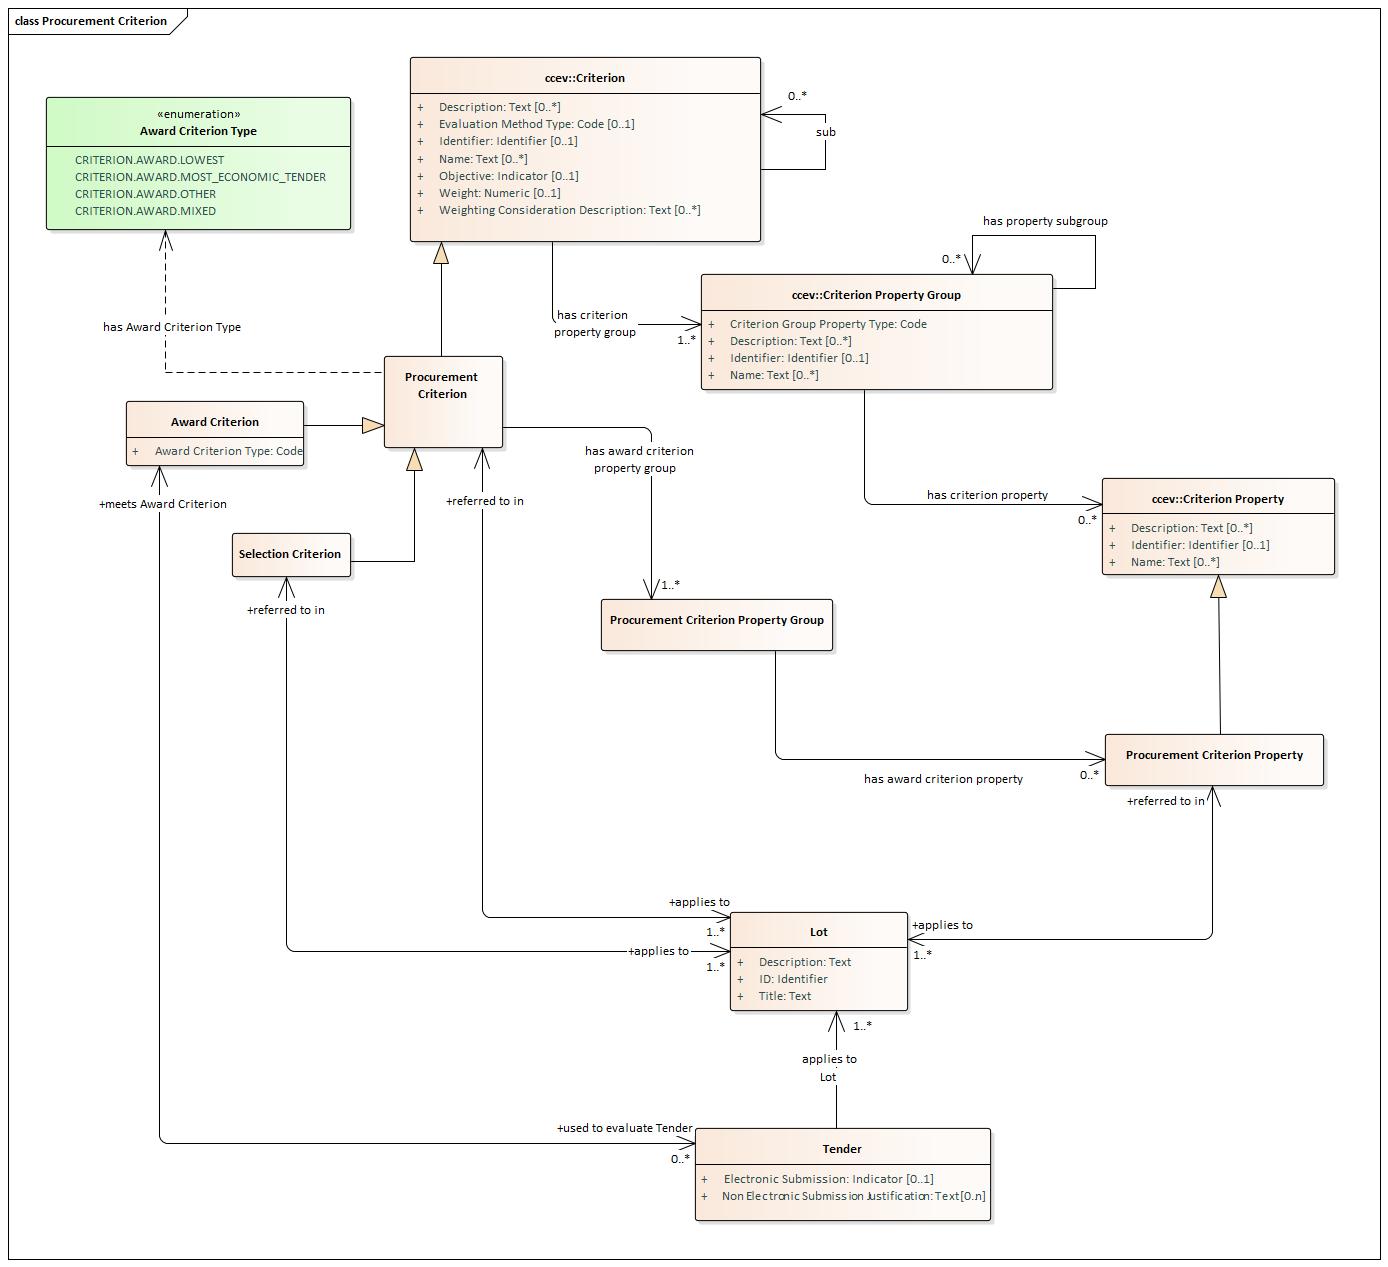 class Procurement Criterion
ccev::Criterion
+ Description: Text [0..*]
+ Evaluation Method Type: Code [0..1]
+ Identifier: Identifier [0..1]
+ Name: Text [0..*]
+ Objective: Indicator [0..1]
+ Weight: Numeric [0..1]
+ Weighting Consideration Description: Text [0..*]
0..*
sub
«enumeration»
Award Criterion Type
CRITERION.AWARD.LOWEST
CRITERION.AWARD.MOST_ECONOMIC_TENDER
CRITERION.AWARD.OTHER
CRITERION.AWARD.MIXED
has property subgroup
0..*
ccev::Criterion Property Group
+ Criterion Group Property Type: Code
+ Description: Text [0..*]
+ Identifier: Identifier [0..1]
+ Name: Text [0..*]
has criterion
property group
1..*
has Award Criterion Type
Procurement
Criterion
Award Criterion
+ Award Criterion Type: Code
+meets Award Criterion
+referred to in
has award criterion
property group
has criterion property
0..*
ccev::Criterion Property
+ Description: Text [0..*]
+ Identifier: Identifier [0..1]
+ Name: Text [0..*]
Selection Criterion
+referred to in
1..*
Procurement Criterion Property Group
Procurement Criterion Property
has award criterion property
0..*
+referred to in
+applies to
1..*
+applies to
1..*
Lot
+ Description: Text
+ ID: Identifier
+ Title: Text
+applies to
1..*
1..*
applies to
Lot
+used to evaluate Tender
0..*
Tender
+ Electronic Submission: Indicator [0..1]
+ Non Electronic Submission Justification: Text[0.n]